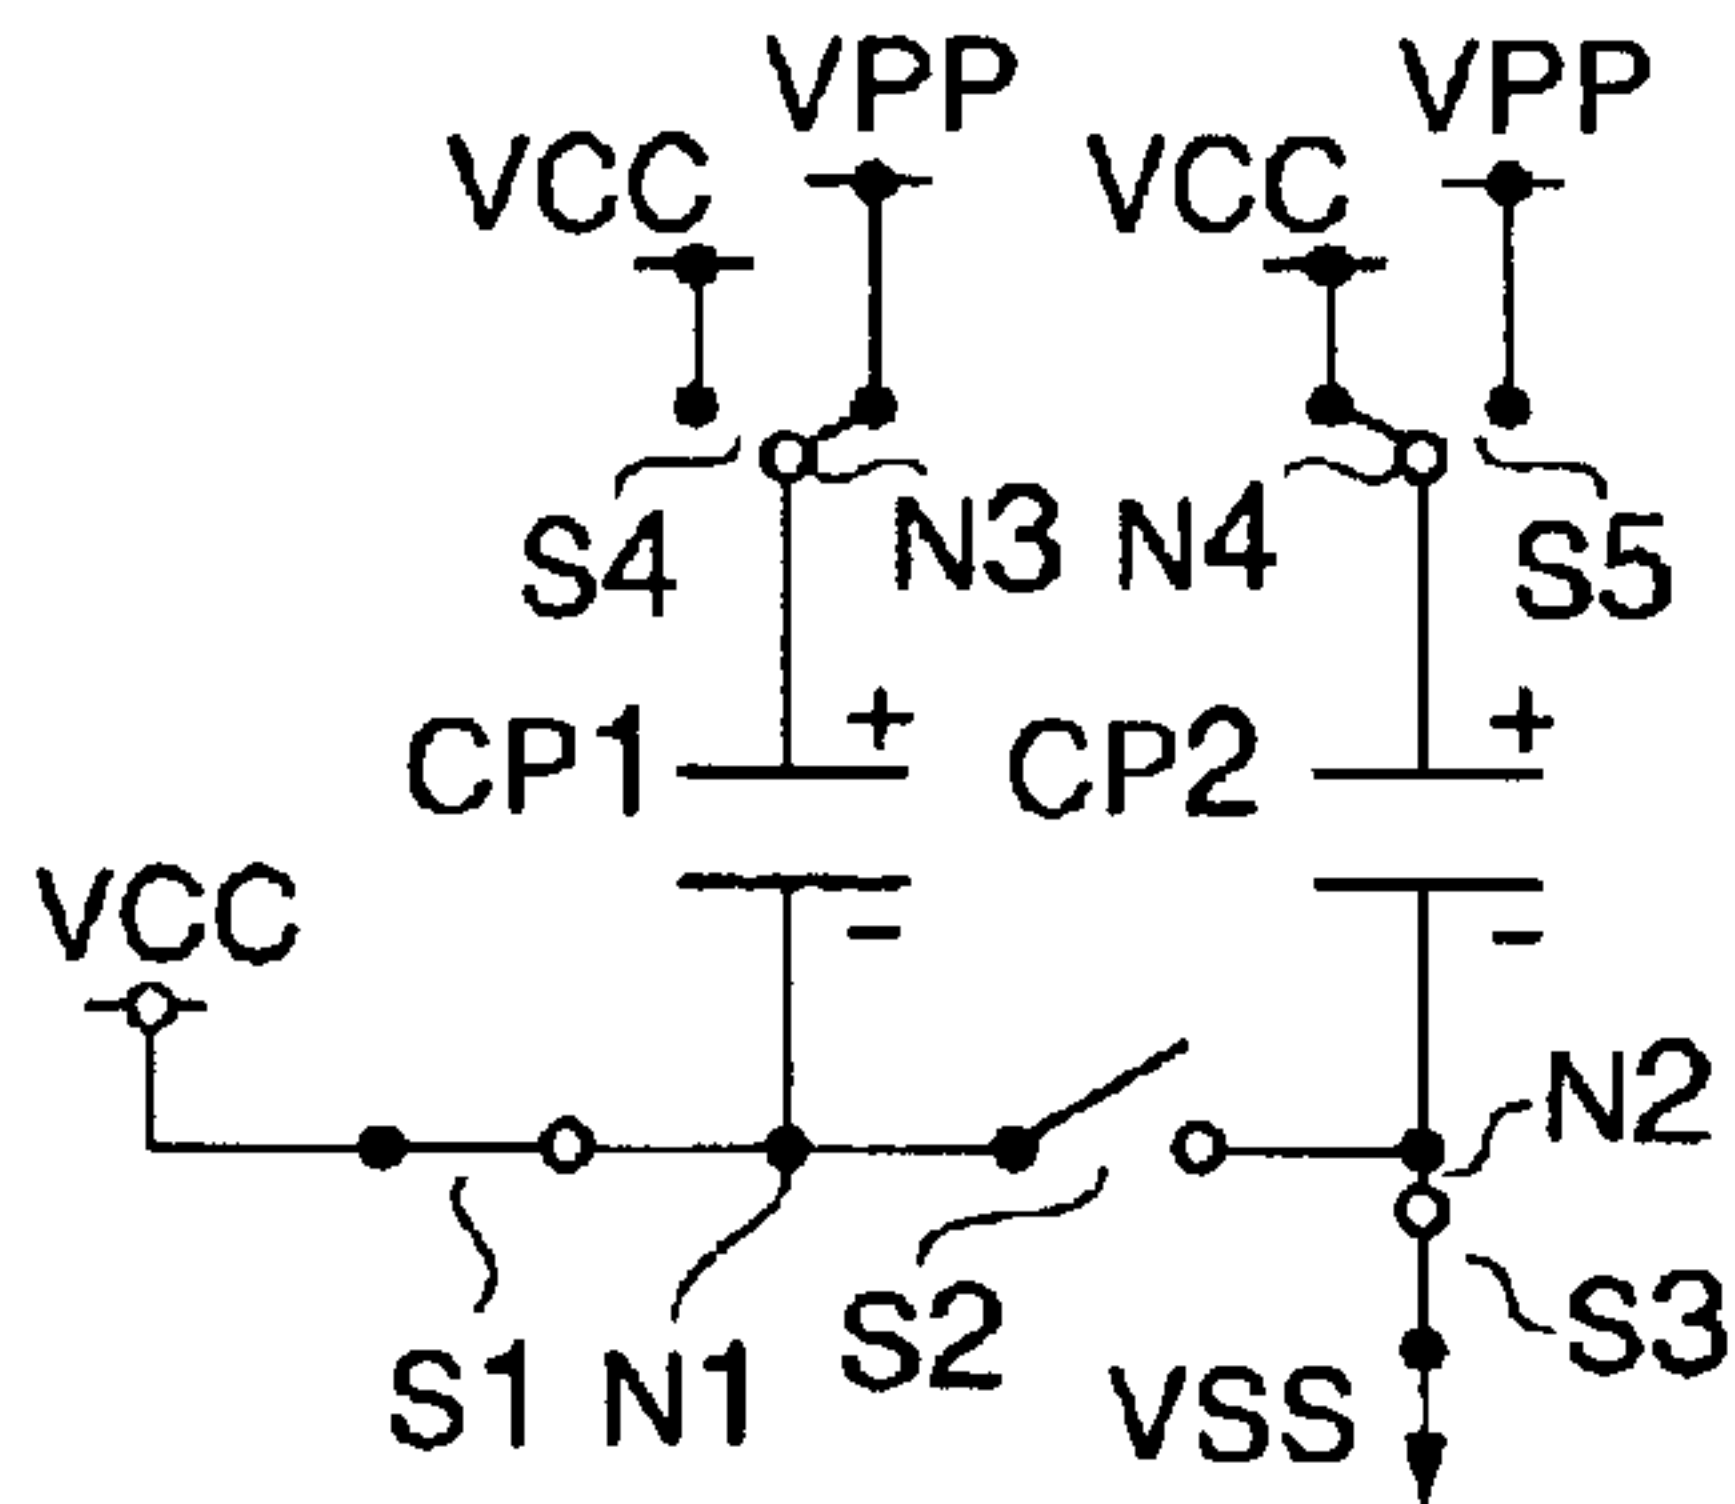 VPP VPP
VCC VCC
S4 N3 N4 S5
CP1 + CP2 +
VCC - -
N2
S1 N1 S2 S3
VSS